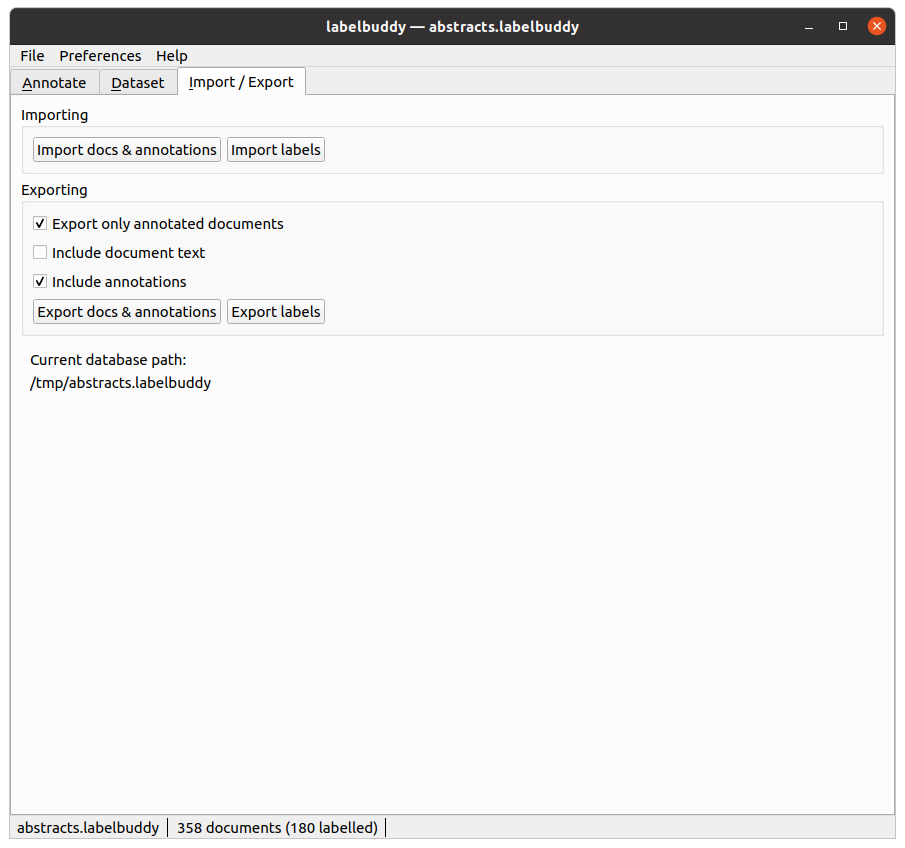 labelbuddy — abstracts.labelbuddy
File Preferences Help
Annotate Dataset Import / Export
Importing
Import docs & annotations Import labels
Exporting
Export only annotated documents
Include document text
Include annotations
Export docs & annotations Export labels
Current database path:
/tmp/abstracts.labelbuddy
abstracts.labelbuddy 358 documents (180 labelled)